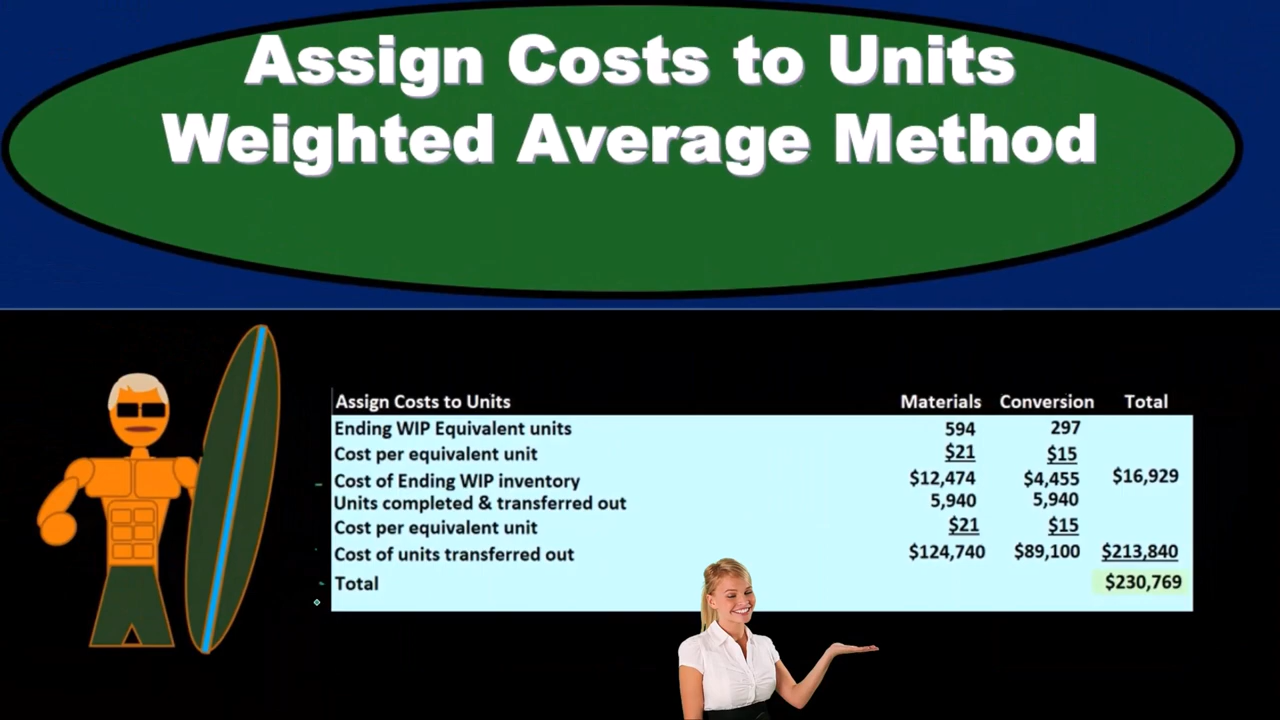 Assign Costs to Units
Weighted Average Method
Assign Costs to Units Materials Conversion Total
Ending WIP Equivalent units 594 297
Cost per equivalent unit $21 $15
Cost of Ending WIP inventory $12,474 $4,455 $16,929
Units completed & transferred out 5,940 5,940
Cost per equivalent unit $21 $15
Cost of units transferred out $124,740 $89,100 $213,840
Total $230,769